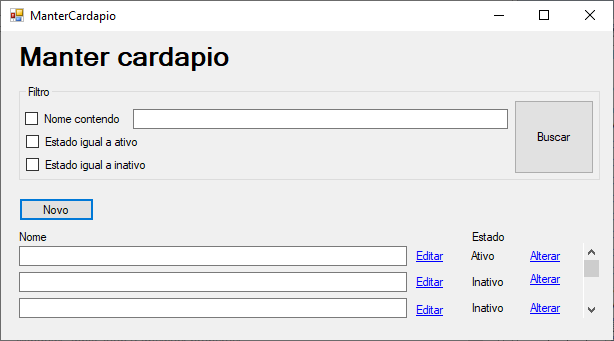 ManterCardapio
Manter cardapio
Filtro
Nome contendo
Buscar
Estado igual a ativo
Estado igual a inativo
Novo
Nome Estado
Editar Ativo Alterar
Editar Inativo Alterar
Editar Inativo Alterar